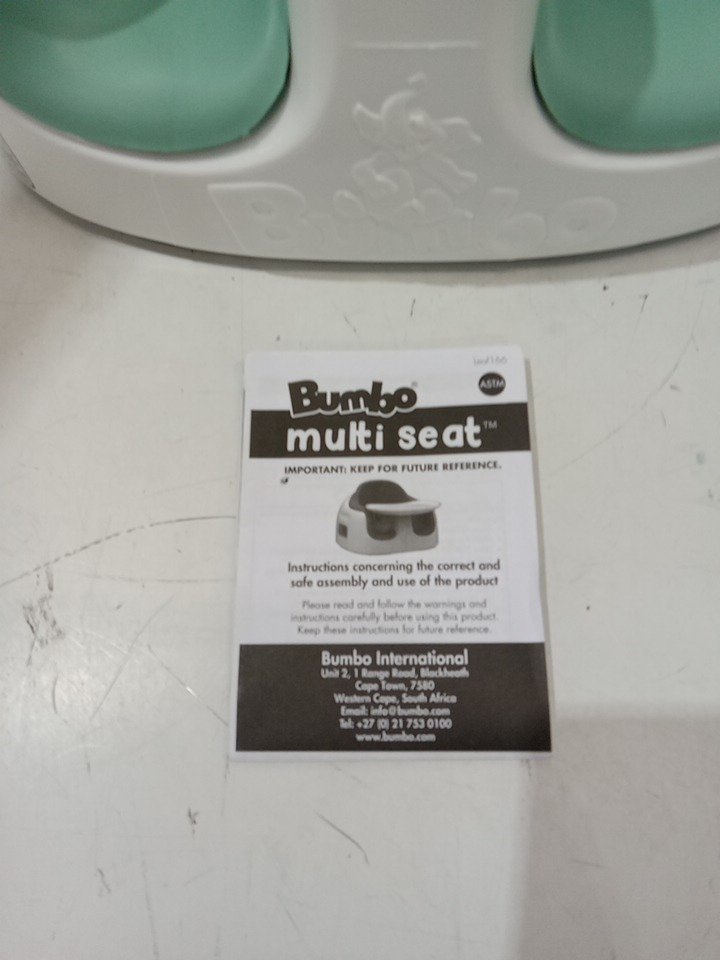 Bumbo
Leaf166
Bumbo®
ASTM
multi seat™
IMPORTANT: KEEP FOR FUTURE REFERENCE.
Instructions concerning the correct and
safe assembly and use of the product
Please read and follow the warnings and
instructions carefully before using this product.
Keep these instructions for future reference.
Bumbo International
Unit 2, 1 Range Road, Blackheath
Cape Town, 7580
Western Cape, South Africa
Email: info@bumbo.com
Tel: +27 (0) 21 753 0100
www.bumbo.com